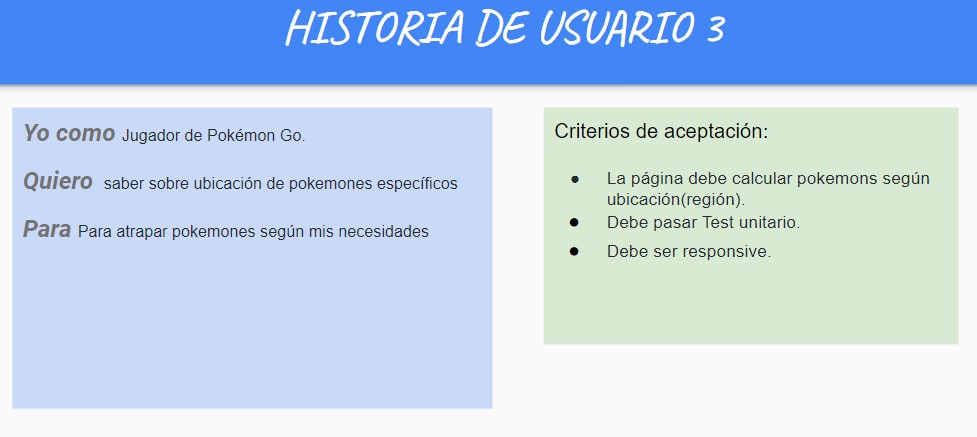 HISTORIA DE USUARIO 3
Yo como Jugador de Pokémon Go.
Quiero saber sobre ubicación de pokemones específicos
Para Para atrapar pokemones según mis necesidades
Criterios de aceptación:
● La página debe calcular pokemons según
ubicación(región).
● Debe pasar Test unitario.
● Debe ser responsive.